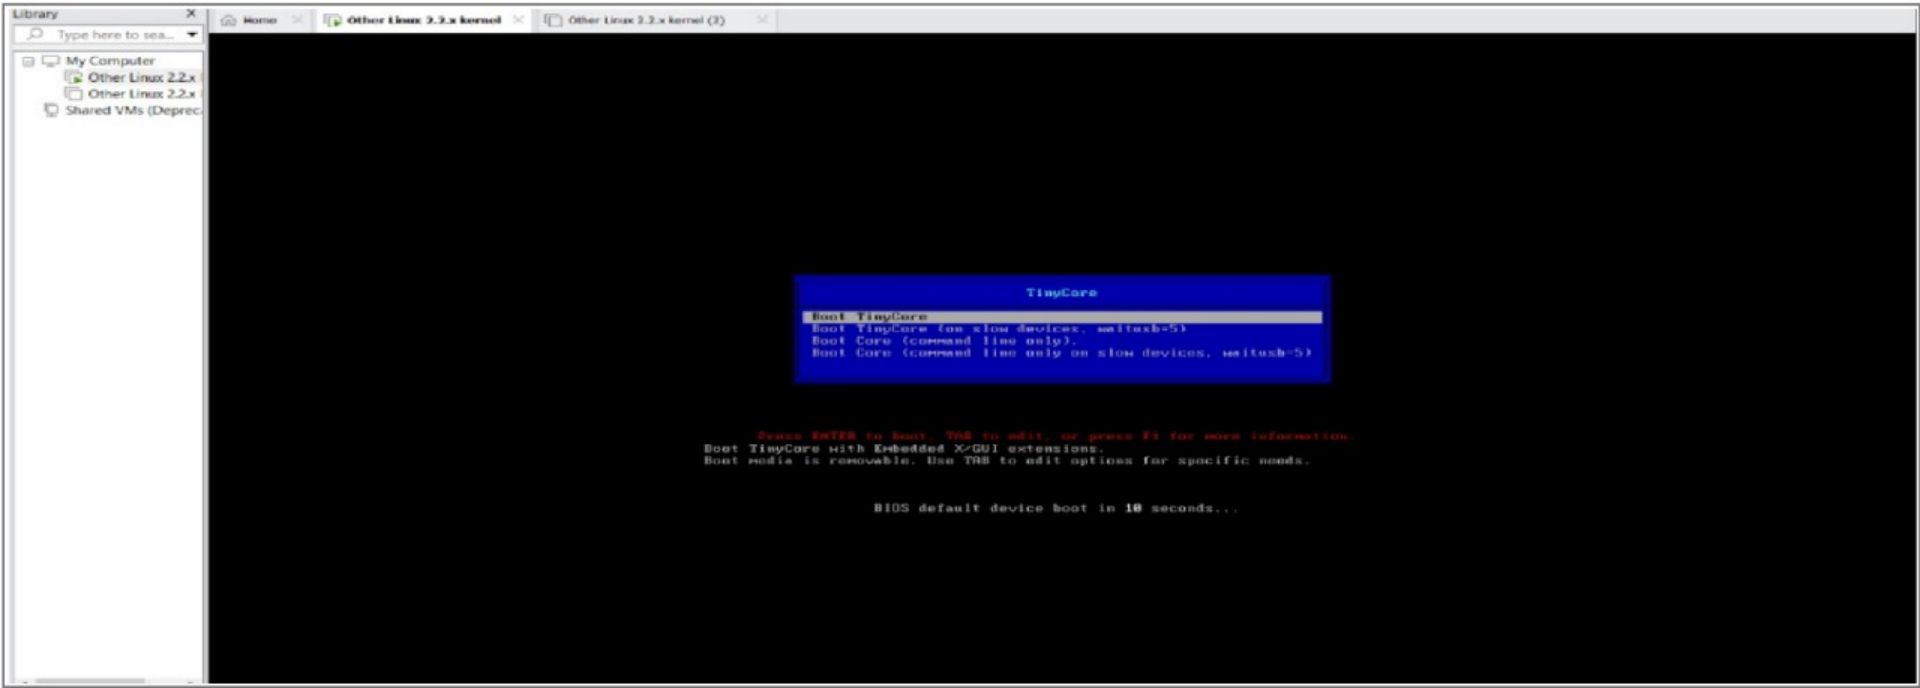 Library
Type here to sea...
My Computer
Other Linux 2.2.x
Other Linux 2.2.x
Shared VMs (Deprec
Home
Other Linux 2.2.x kernel
Other Linux 2.2.x kernel (2)
TinyCore
Boot TinyCore
Boot TinyCore (on slow devices, waitusb=5)
Boot Core (command line only).
Boot Core (command line only on slow devices, waitusb=5)
Press ENTER to boot, TAB to edit, or press F1 for more information.
Boot TinyCore with Embedded X/GUI extensions.
Boot media is removable. Use TAB to edit options for specific needs.
BIOS default device boot in 10 seconds...